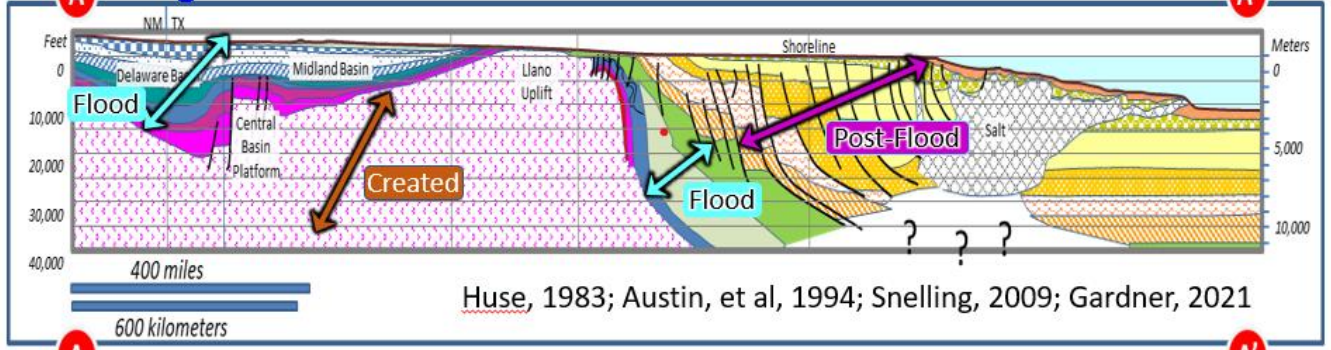 A
A'
NM TX
Feet
Shoreline
Meters
0
Delaware Ba
Midland Basin
Llano
Uplift
0
Flood
10,000
Central
Basin
Platform
Post-Flood
Salt
5,000
20,000
Created
Flood
30,000
? ? ?
10,000
40,000
400 miles
Huse, 1983; Austin, et al, 1994; Snelling, 2009; Gardner, 2021
600 kilometers
A
A'